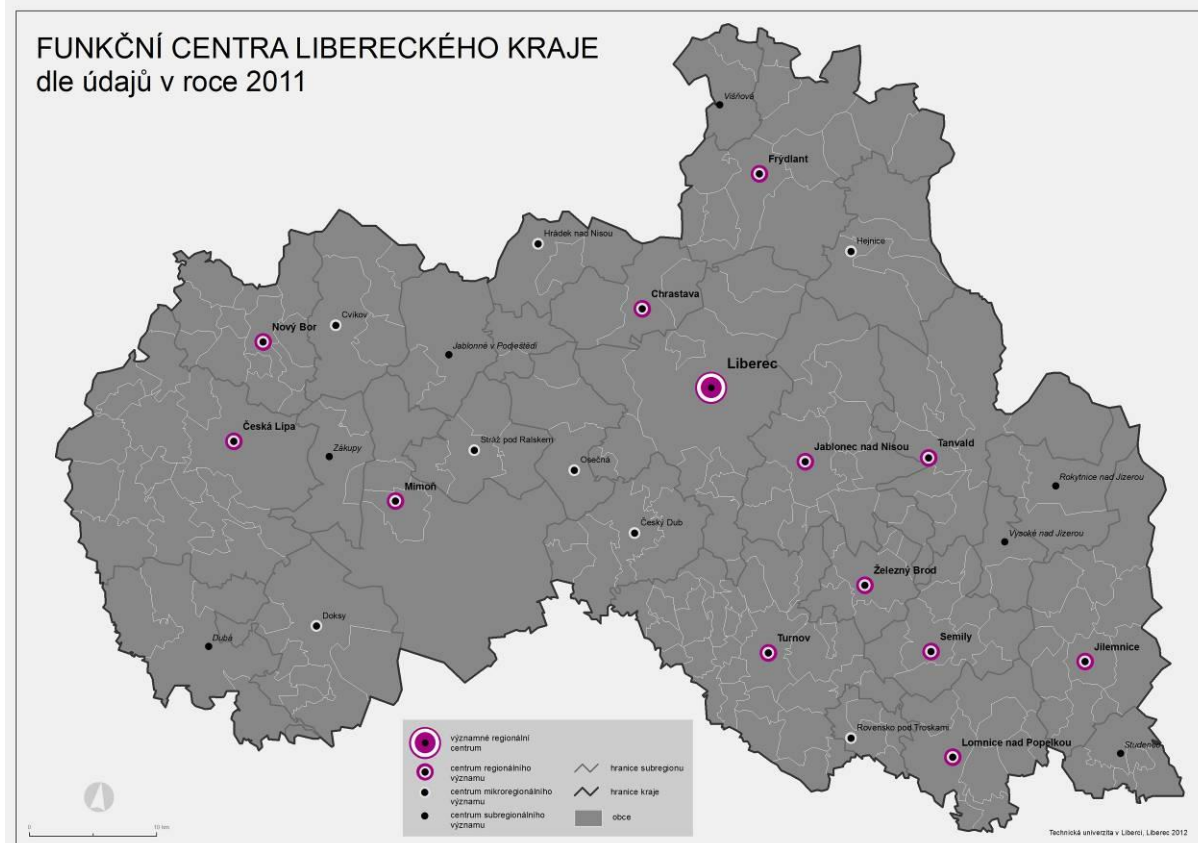 FUNKČNÍ CENTRA LIBERECKÉHO KRAJE
dle údajů v roce 2011
Višňová
Frýdlant
Hrádek nad Nisou
Hejnice
Chrastava
Cvikov
Nový Bor
Jablonné v Podještědí
Liberec
Česká Lípa
Stráž pod Ralskem
Zákupy
Osečná
Jablonec nad Nisou
Tanvald
Rokytnice nad Jizerou
Mimoň
Český Dub
Vysoké nad Jizerou
Železný Brod
Doksy
Dubá
Turnov
Semily
Jilemnice
Rovensko pod Troskami
Lomnice nad Popelkou
Studenec
významné regionální
centrum
centrum regionálního
významu
centrum mikroregionálního
významu
centrum subregionálního
významu
hranice subregionu
hranice kraje
obce
0 10 km
Technická univerzita v Liberci, Liberec 2012